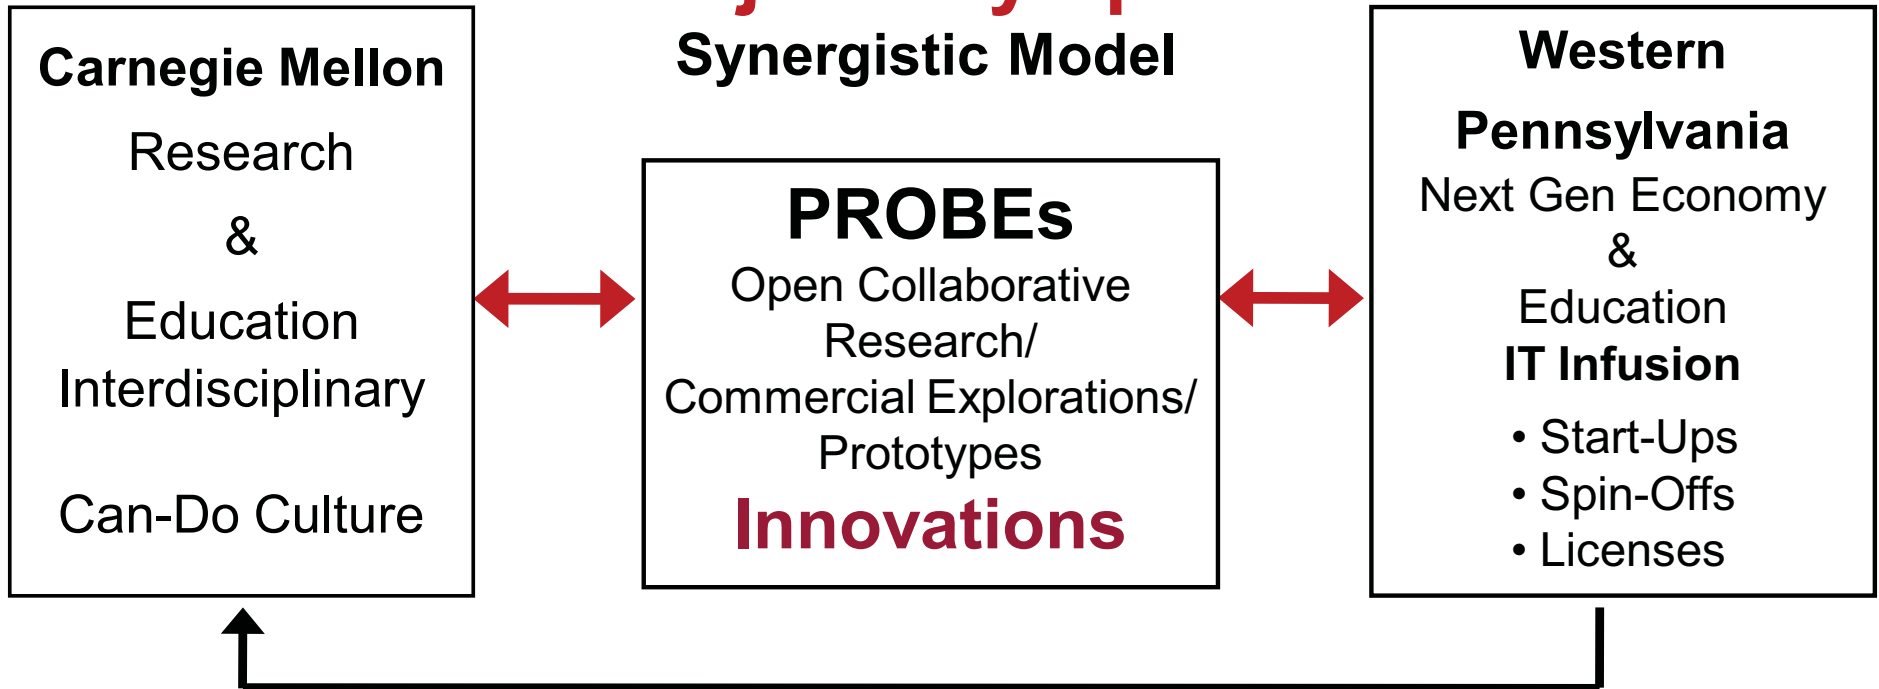 Synergistic Model
Carnegie Mellon
Research
&
Education
Interdisciplinary
Can-Do Culture
PROBEs
Open Collaborative
Research/
Commercial Explorations/
Prototypes
Innovations
Western
Pennsylvania
Next Gen Economy
&
Education
IT Infusion
• Start-Ups
• Spin-Offs
• Licenses